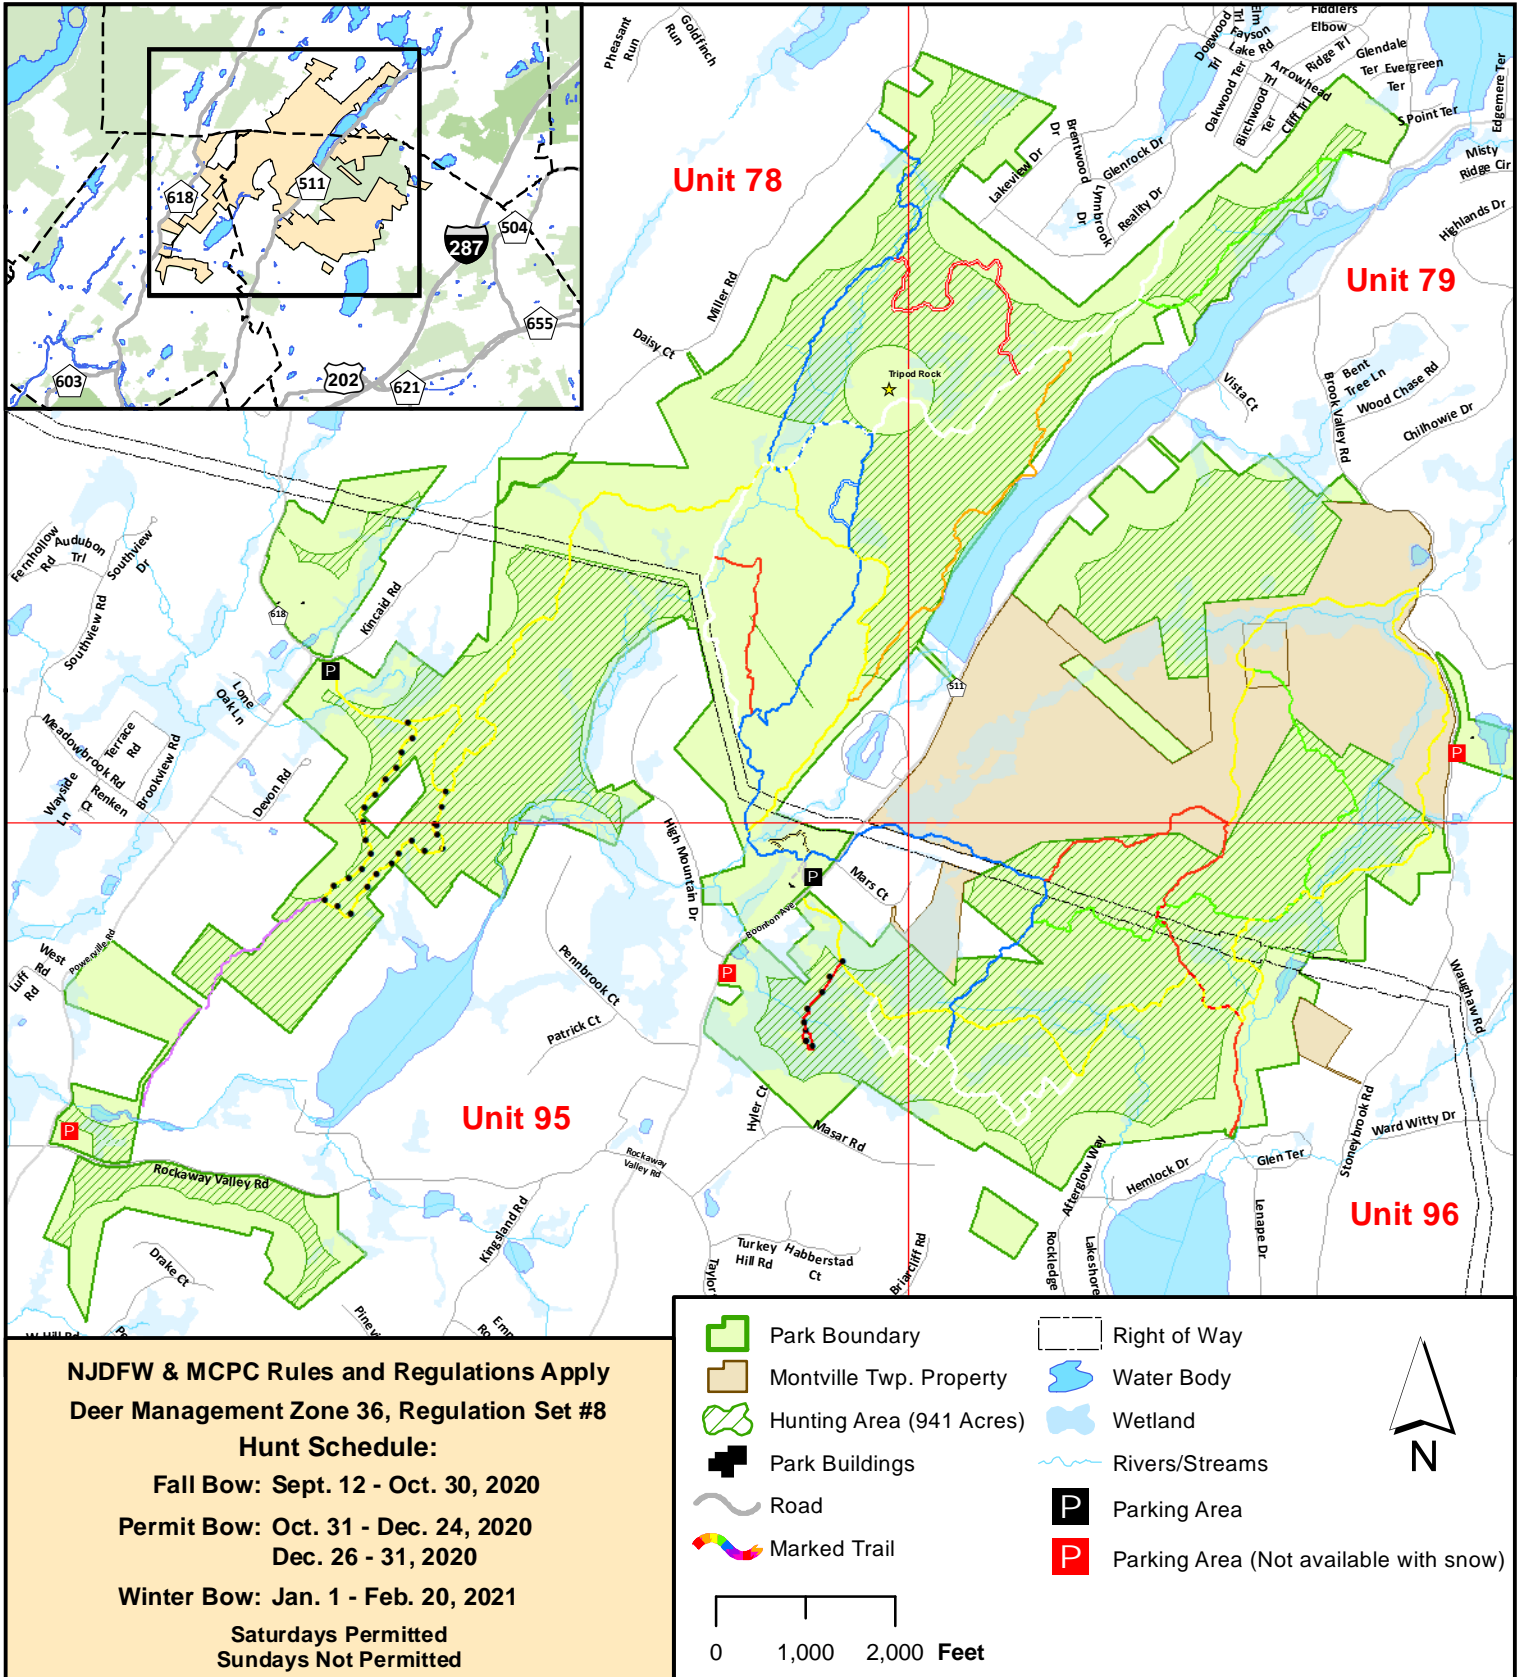 618
511
287
504
655
603
202
621
Pheasant
Run
Goldfinch
Run
Unit 78
Lakeview Dr
Brentwood
Dr
Lynnbrook
Dr
Glenrock Dr
Reality Dr
Dogwood
Trl
Elm
Trl
Fayson
Lake Rd
Fiddlers
Elbow
Ridge Trl
Glendale
Ter
Evergreen
Ter
Arrowhead
Trl
Oakwood Ter
Birchwood
Ter
Cliff Trl
S Point Ter
Edgemere Ter
Misty
Ridge Cir
Highlands Dr
Unit 79
Miller Rd
Daisy Ct
Tripod Rock
Vista Ct
Bent
Tree Ln
Wood Chase Rd
Brook Valley Rd
Chilhowie Dr
Fernhollow
Rd
Audubon
Trl
Southview
Dr
Southview Rd
618
Kincaid Rd
P
Lone
Oak Ln
Meadowbrook Rd
Terrace
Rd
Brookview Rd
Renken
Ct
Wayside
Ln
Devon Rd
511
P
High Mountain Dr
Mars Ct
P
Boonton Ave
P
West
Rd
Luff
Rd
Powerville Rd
Pennbrook Ct
Patrick Ct
Waughaw Rd
Unit 95
Hyler Ct
Masar Rd
P
Rockaway Valley Rd
Rockaway
Valley Rd
Afterglow Way
Hemlock Dr
Glen Ter
Stoneybrook Rd
Ward Witty Dr
Unit 96
Drake Ct
Kingsland Rd
Turkey
Hill Rd
Habberstad
Ct
Taylor
Briarcliff Rd
Rockledge
Lakeshore
Lenape Dr
NJDFW & MCPC Rules and Regulations Apply
Deer Management Zone 36, Regulation Set #8
Hunt Schedule:
Fall Bow: Sept. 12 - Oct. 30, 2020
Permit Bow: Oct. 31 - Dec. 24, 2020
Dec. 26 - 31, 2020
Winter Bow: Jan. 1 - Feb. 20, 2021
Saturdays Permitted
Sundays Not Permitted
Park Boundary
Montville Twp. Property
Hunting Area (941 Acres)
Park Buildings
Road
Marked Trail
Right of Way
Water Body
Wetland
Rivers/Streams
P Parking Area
P Parking Area (Not available with snow)
N
0 1,000 2,000 Feet